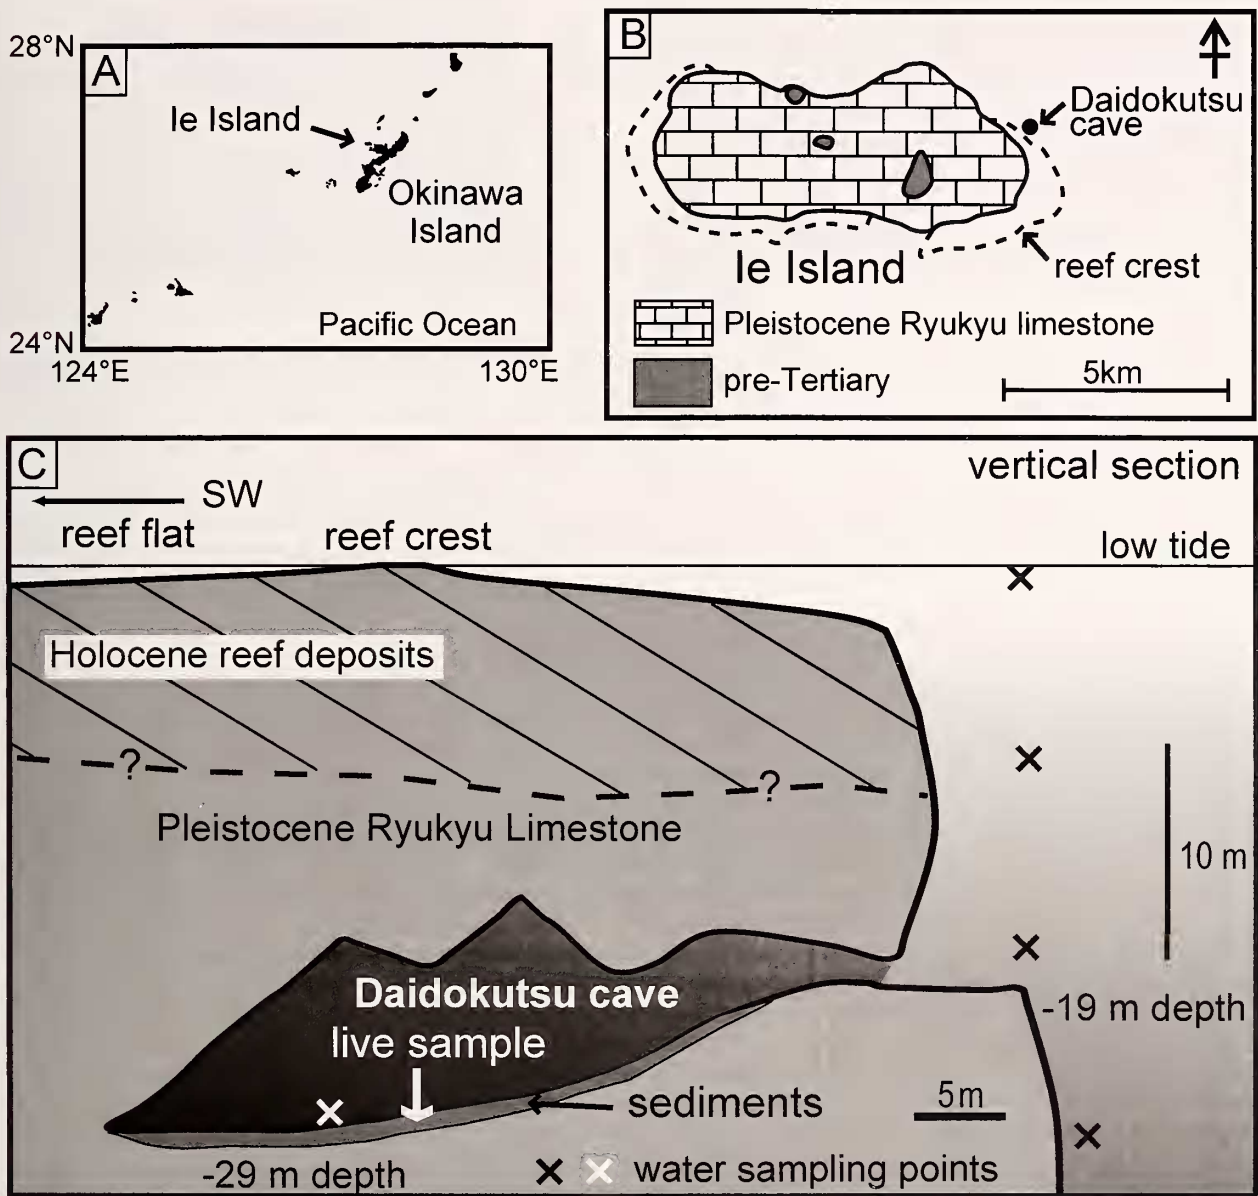 28°N
A
Ie Island
Okinawa
Island
Pacific Ocean
24°N
124°E
130°E
B
Daidokutsu
cave
Ie Island
reef crest
Pleistocene Ryukyu limestone
pre-Tertiary
5km
C
vertical section
SW
reef flat
reef crest
low tide
Holocene reef deposits
?
?
Pleistocene Ryukyu Limestone
10 m
Daidokutsu cave
live sample
-19 m depth
sediments
5m
-29 m depth
water sampling points